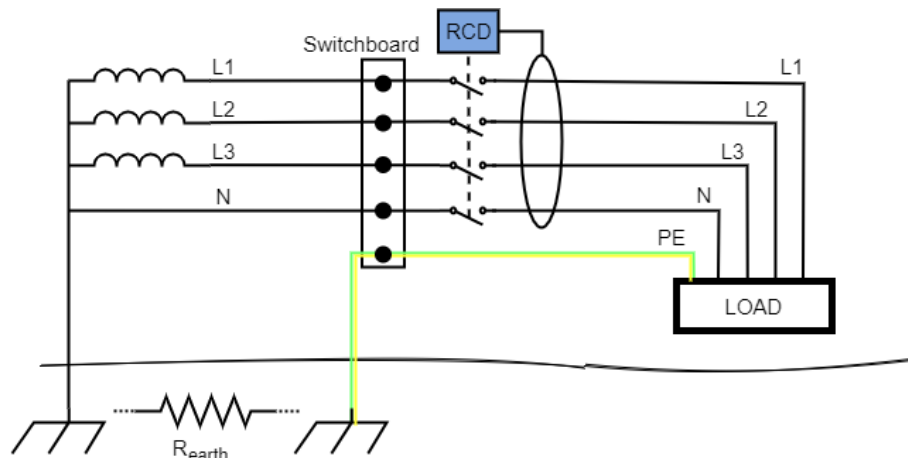 RCD
Switchboard
L1
L1
L2
L2
L3
L3
N
N
PE
LOAD
Rearth